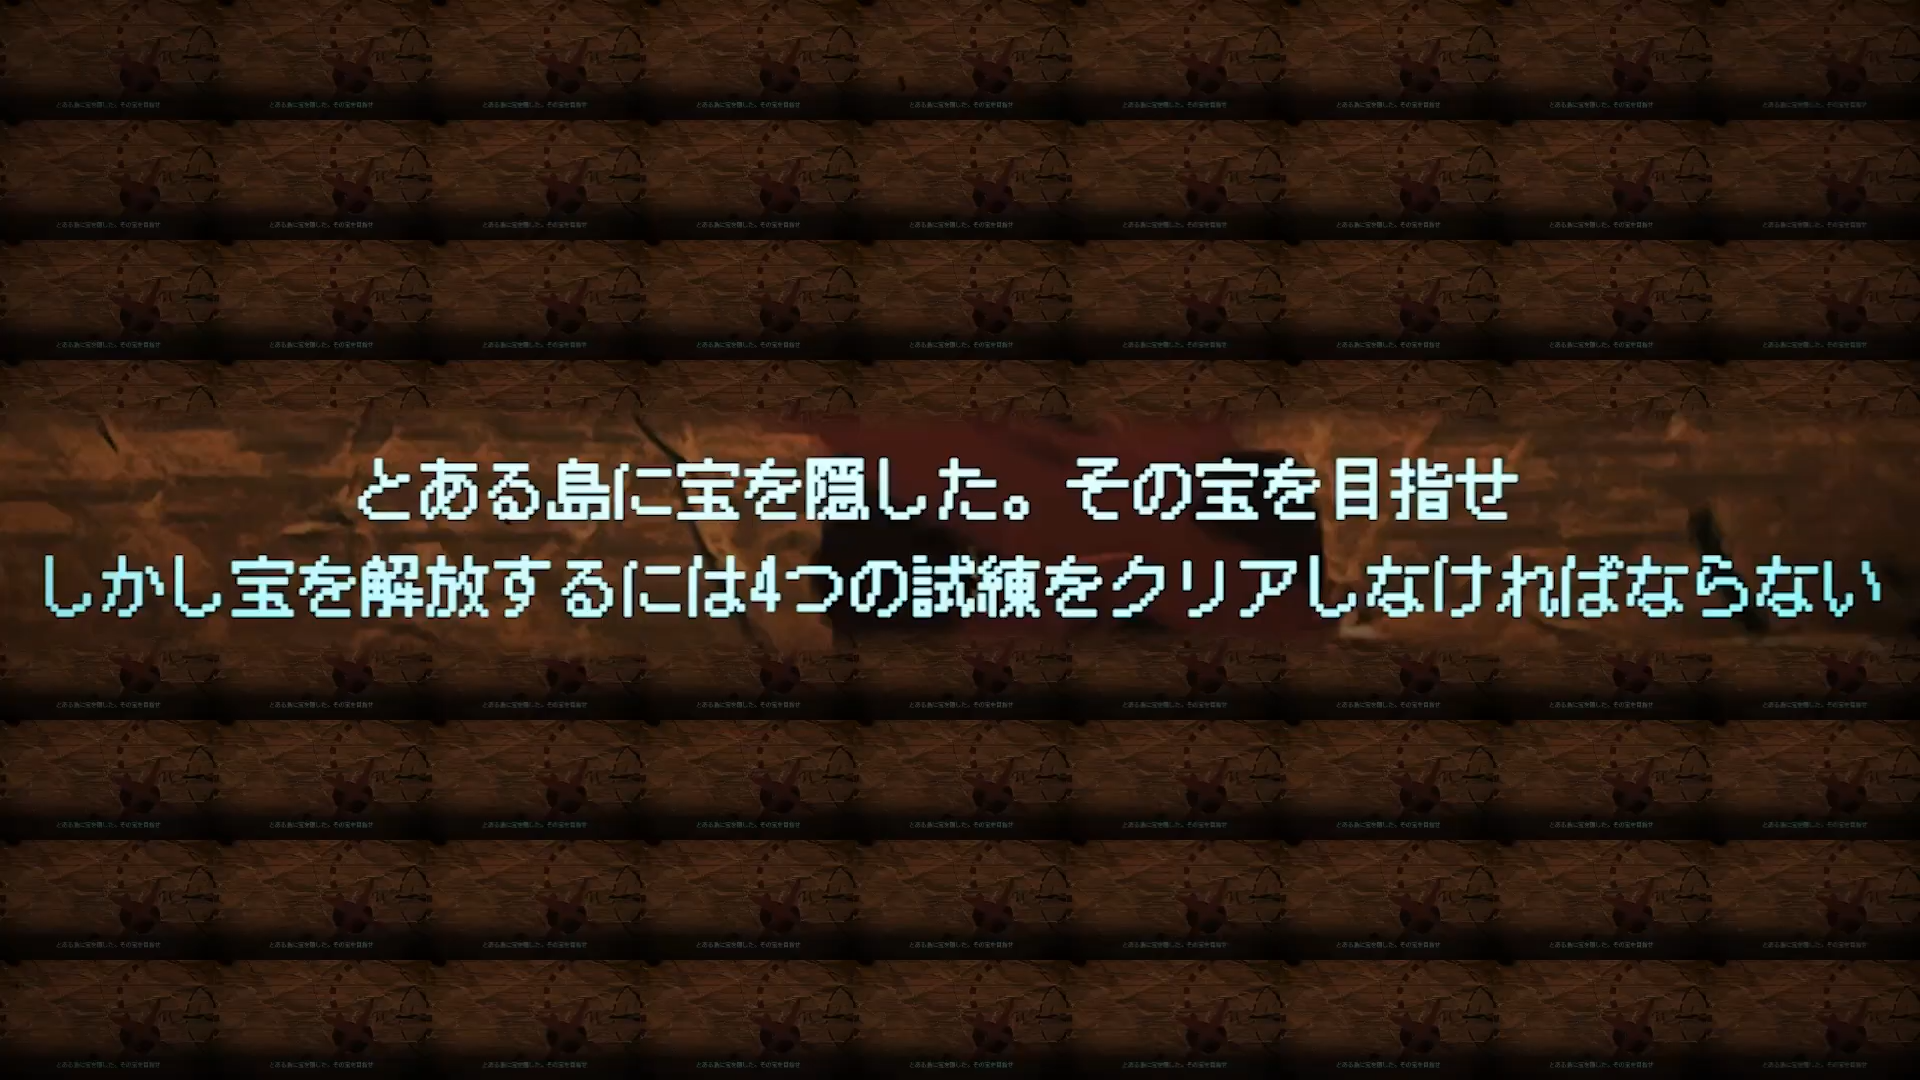 とある島に宝を隠した。その宝を目指せ
しかし宝を解放するには4つの試練をクリアしなければならない